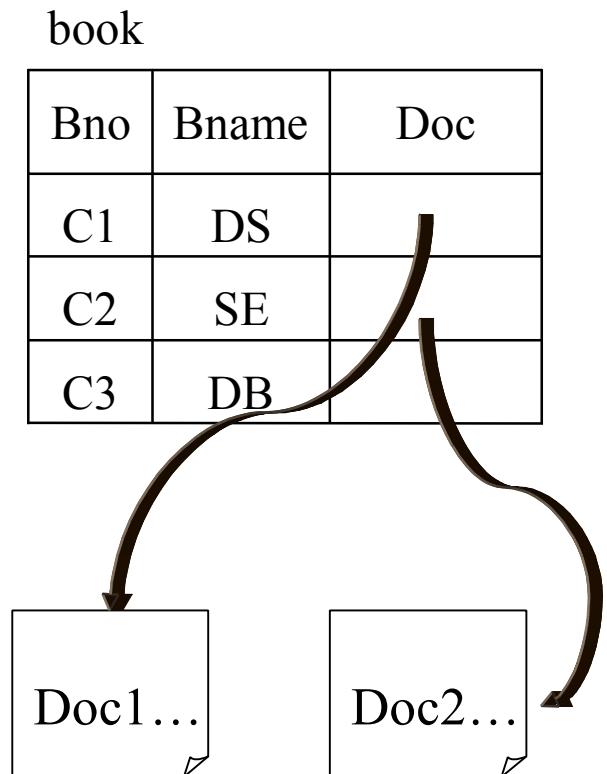 book
Bno Bname Doc
C1 DS
C2 SE
C3 DB
Doc1… Doc2…